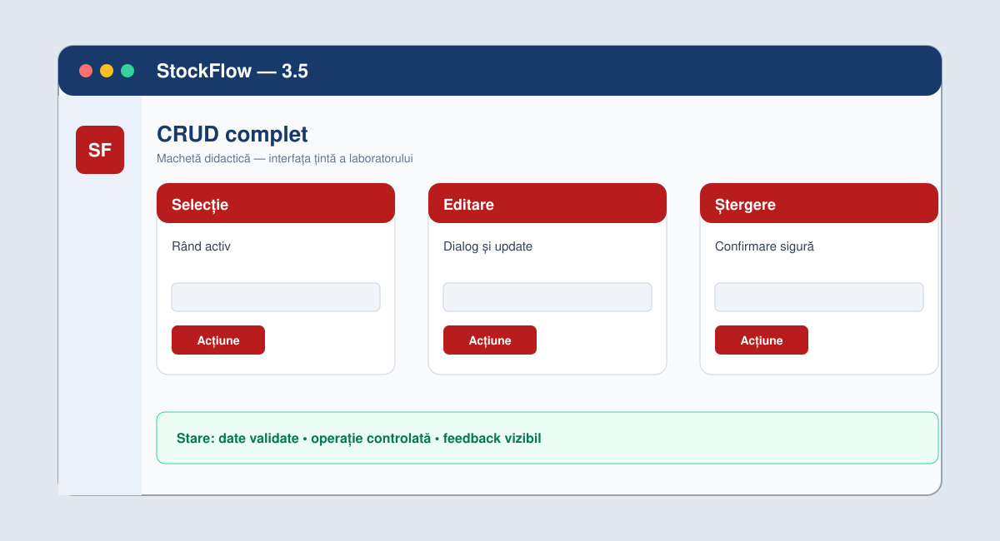 StockFlow — 3.5
SF
CRUD complet
Machetă didactică — interfața țintă a laboratorului
Selecție
Rând activ
Acțiune
Editare
Dialog și update
Acțiune
Ștergere
Confirmare sigură
Acțiune
Stare: date validate • operație controlată • feedback vizibil